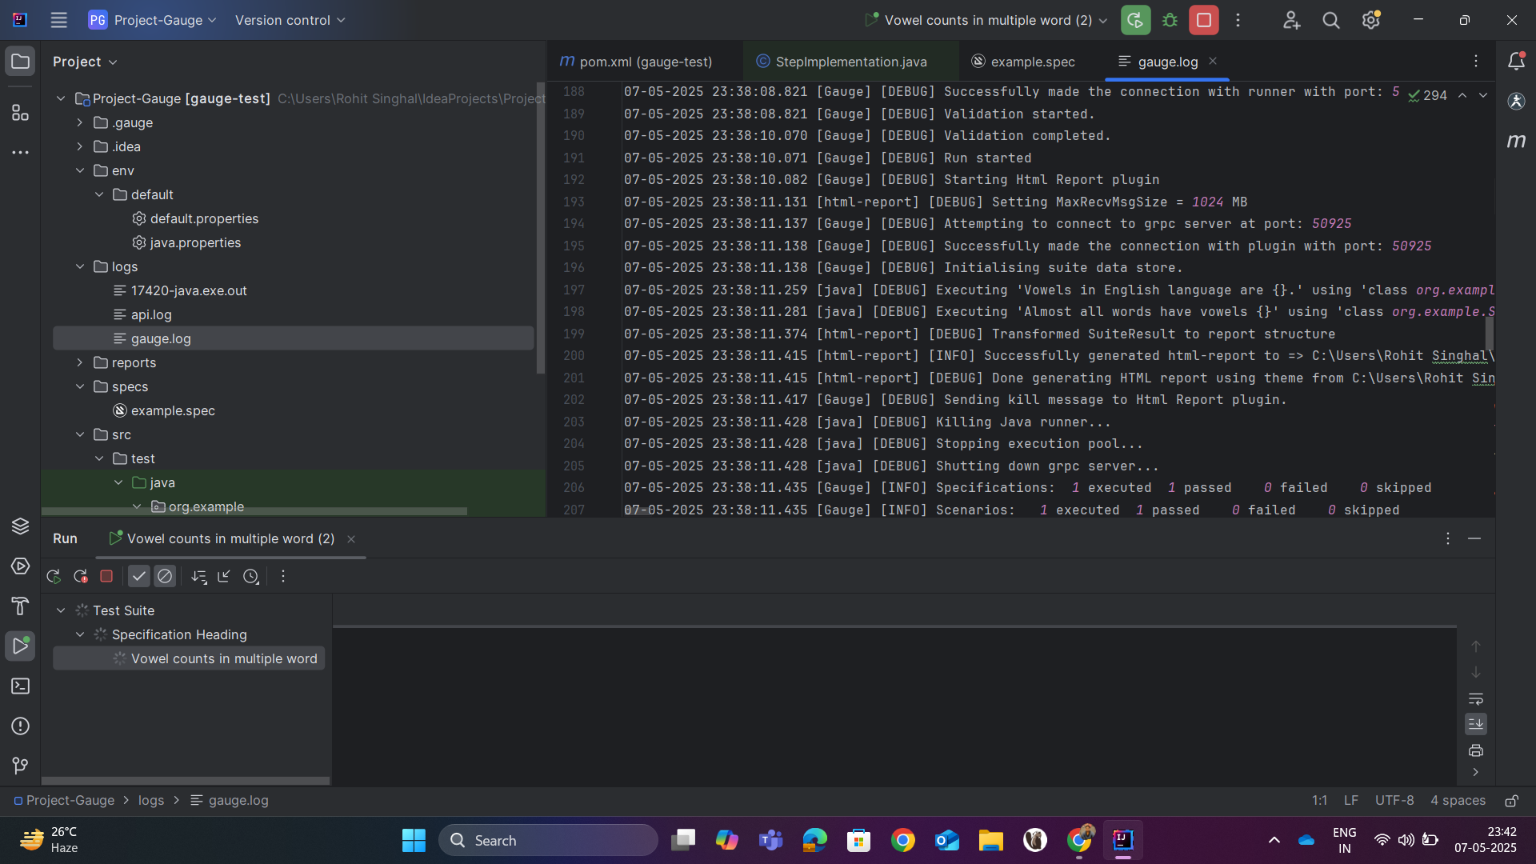 PG Project-Gauge Version control Vowel counts in multiple word (2)
Project
pom.xml (gauge-test) StepImplementation.java example.spec gauge.log
Project-Gauge [gauge-test] C:\Users\Rohit Singhal\IdeaProjects\Project
.gauge
.idea
env
default
default.properties
java.properties
logs
17420-java.exe.out
api.log
gauge.log
reports
specs
example.spec
src
test
java
org.example
294
188 07-05-2025 23:38:08.821 [Gauge] [DEBUG] Successfully made the connection with runner with port: 5
189 07-05-2025 23:38:08.821 [Gauge] [DEBUG] Validation started.
190 07-05-2025 23:38:10.070 [Gauge] [DEBUG] Validation completed.
191 07-05-2025 23:38:10.071 [Gauge] [DEBUG] Run started
192 07-05-2025 23:38:10.082 [Gauge] [DEBUG] Starting Html Report plugin
193 07-05-2025 23:38:11.131 [html-report] [DEBUG] Setting MaxRecvMsgSize = 1024 MB
194 07-05-2025 23:38:11.137 [Gauge] [DEBUG] Attempting to connect to grpc server at port: 50925
195 07-05-2025 23:38:11.138 [Gauge] [DEBUG] Successfully made the connection with plugin with port: 50925
196 07-05-2025 23:38:11.138 [Gauge] [DEBUG] Initialising suite data store.
197 07-05-2025 23:38:11.259 [java] [DEBUG] Executing 'Vowels in English language are {}.' using 'class org.exampl
198 07-05-2025 23:38:11.281 [java] [DEBUG] Executing 'Almost all words have vowels {}' using 'class org.example.S
199 07-05-2025 23:38:11.374 [html-report] [DEBUG] Transformed SuiteResult to report structure
200 07-05-2025 23:38:11.415 [html-report] [INFO] Successfully generated html-report to => C:\Users\Rohit Singhal\
201 07-05-2025 23:38:11.415 [html-report] [DEBUG] Done generating HTML report using theme from C:\Users\Rohit Sin
202 07-05-2025 23:38:11.417 [Gauge] [DEBUG] Sending kill message to Html Report plugin.
203 07-05-2025 23:38:11.428 [java] [DEBUG] Killing Java runner...
204 07-05-2025 23:38:11.428 [java] [DEBUG] Stopping execution pool...
205 07-05-2025 23:38:11.428 [java] [DEBUG] Shutting down grpc server...
206 07-05-2025 23:38:11.435 [Gauge] [INFO] Specifications: 1 executed 1 passed 0 failed 0 skipped
207 07-05-2025 23:38:11.435 [Gauge] [INFO] Scenarios: 1 executed 1 passed 0 failed 0 skipped
Run Vowel counts in multiple word (2)
Test Suite
Specification Heading
Vowel counts in multiple word
Project-Gauge > logs > gauge.log 1:1 LF UTF-8 4 spaces
26°C
Haze
Search
ENG
IN
23:42
07-05-2025